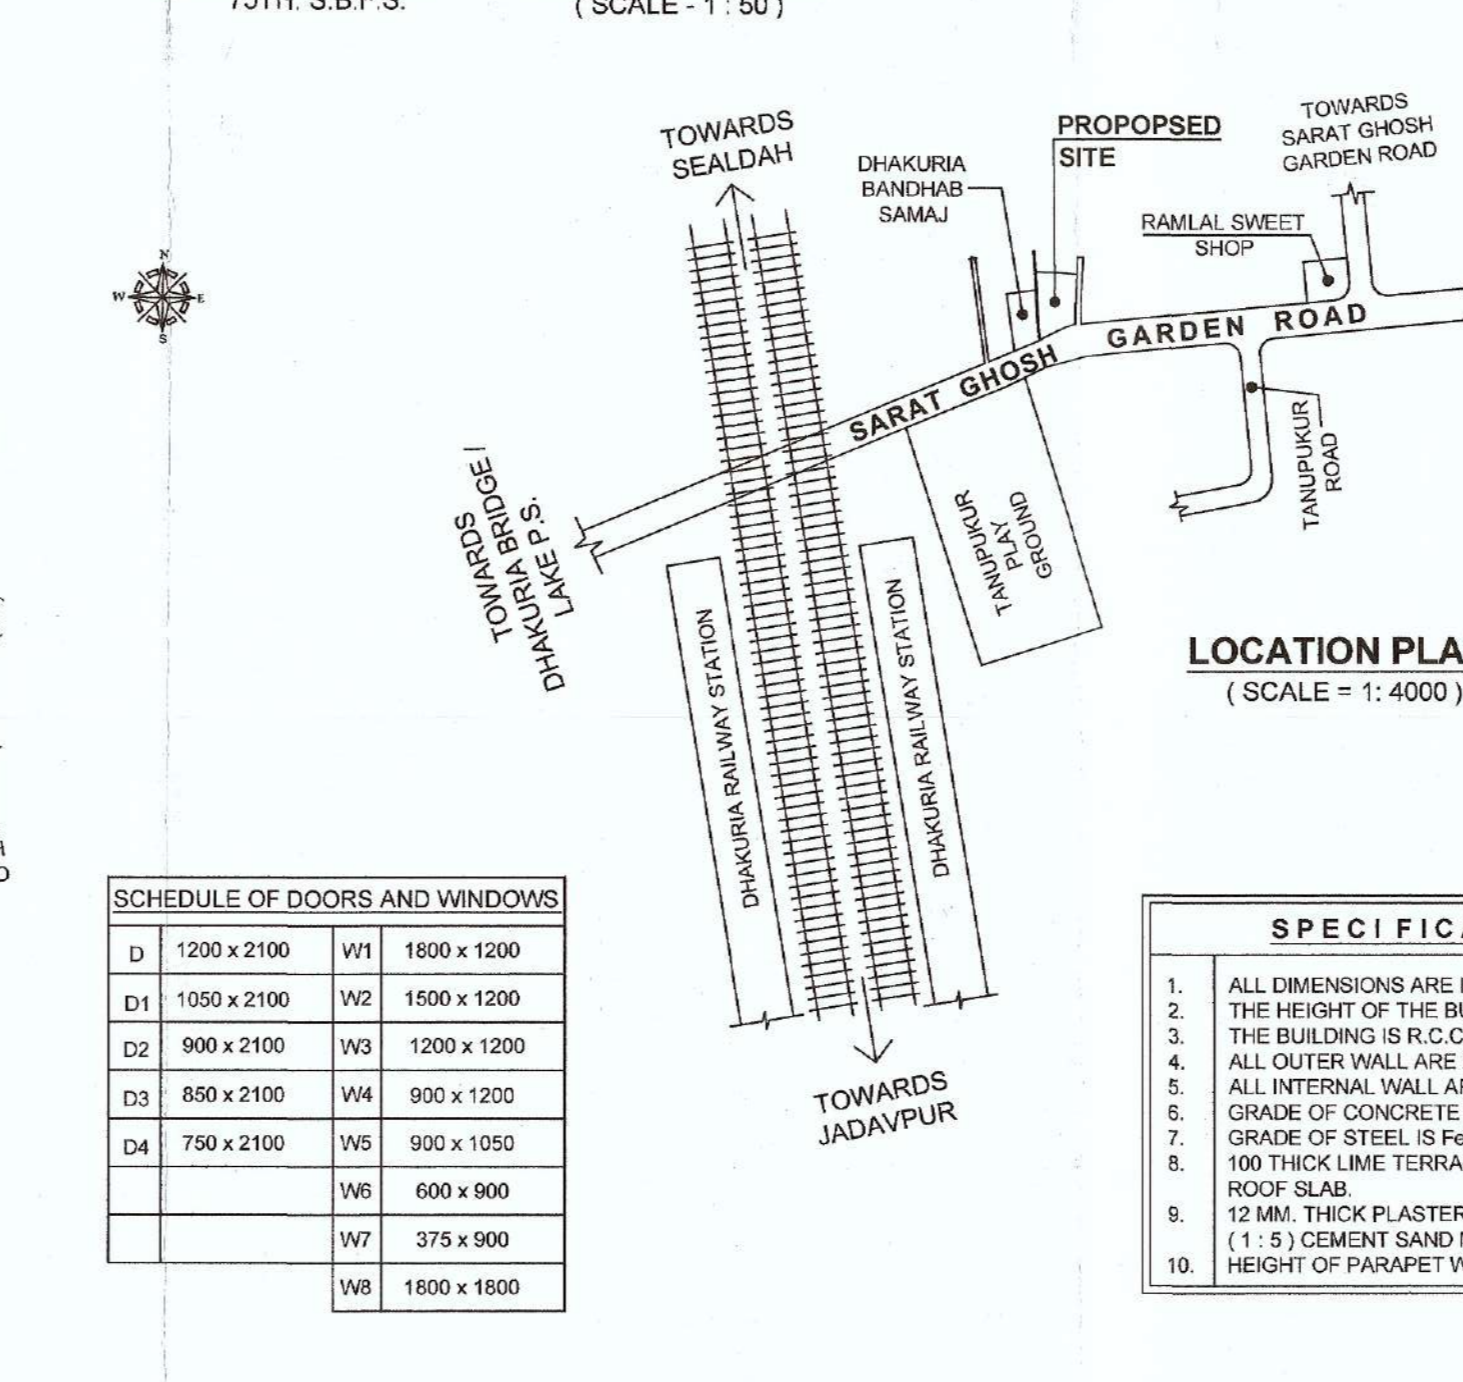 75TH. S.B.P.S.
( SCALE - 1 : 50 )
TOWARDS
SEALDAH
DHAKURIA
BANDHAB
SAMAJ
PROPOPSED
SITE
TOWARDS
SARAT GHOSH
GARDEN ROAD
RAMLAL SWEET
SHOP
N
W
E
S
SARAT GHOSH GARDEN ROAD
TANUPUKUR
ROAD
TOWARDS
DHAKURIA BRIDGE /
LAKE P.S.
TANUPUKUR
PLAY
GROUND
DHAKURIA RAILWAY STATION
DHAKURIA RAILWAY STATION
LOCATION PLA
( SCALE = 1: 4000 )
TOWARDS
JADAVPUR
SCHEDULE OF DOORS AND WINDOWS
D 1200 x 2100 W1 1800 x 1200
D1 1050 x 2100 W2 1500 x 1200
D2 900 x 2100 W3 1200 x 1200
D3 850 x 2100 W4 900 x 1200
D4 750 x 2100 W5 900 x 1050
W6 600 x 900
W7 375 x 900
W8 1800 x 1800
SPECIFICA
1. ALL DIMENSIONS ARE
2. THE HEIGHT OF THE BU
3. THE BUILDING IS R.C.C
4. ALL OUTER WALL ARE
5. ALL INTERNAL WALL AR
6. GRADE OF CONCRETE
7. GRADE OF STEEL IS Fe
8. 100 THICK LIME TERRA
ROOF SLAB.
9. 12 MM. THICK PLASTER
( 1 : 5 ) CEMENT SAND
10. HEIGHT OF PARAPET W